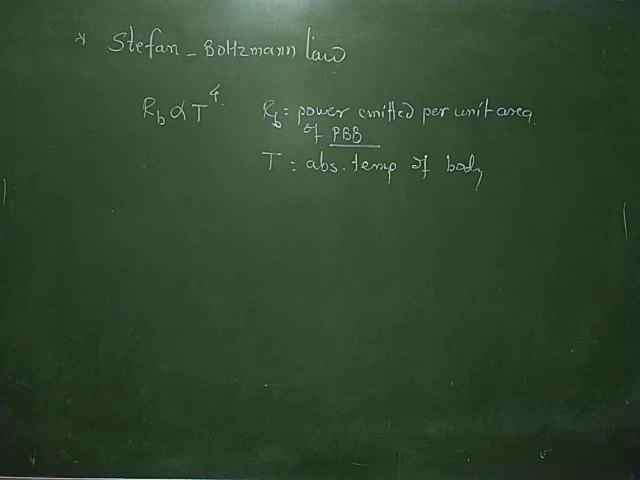 * Stefan - Boltzmann law
R_b ∝ T^4. R_b: power emitted per unit area
of PBB
T: abs. temp. of body